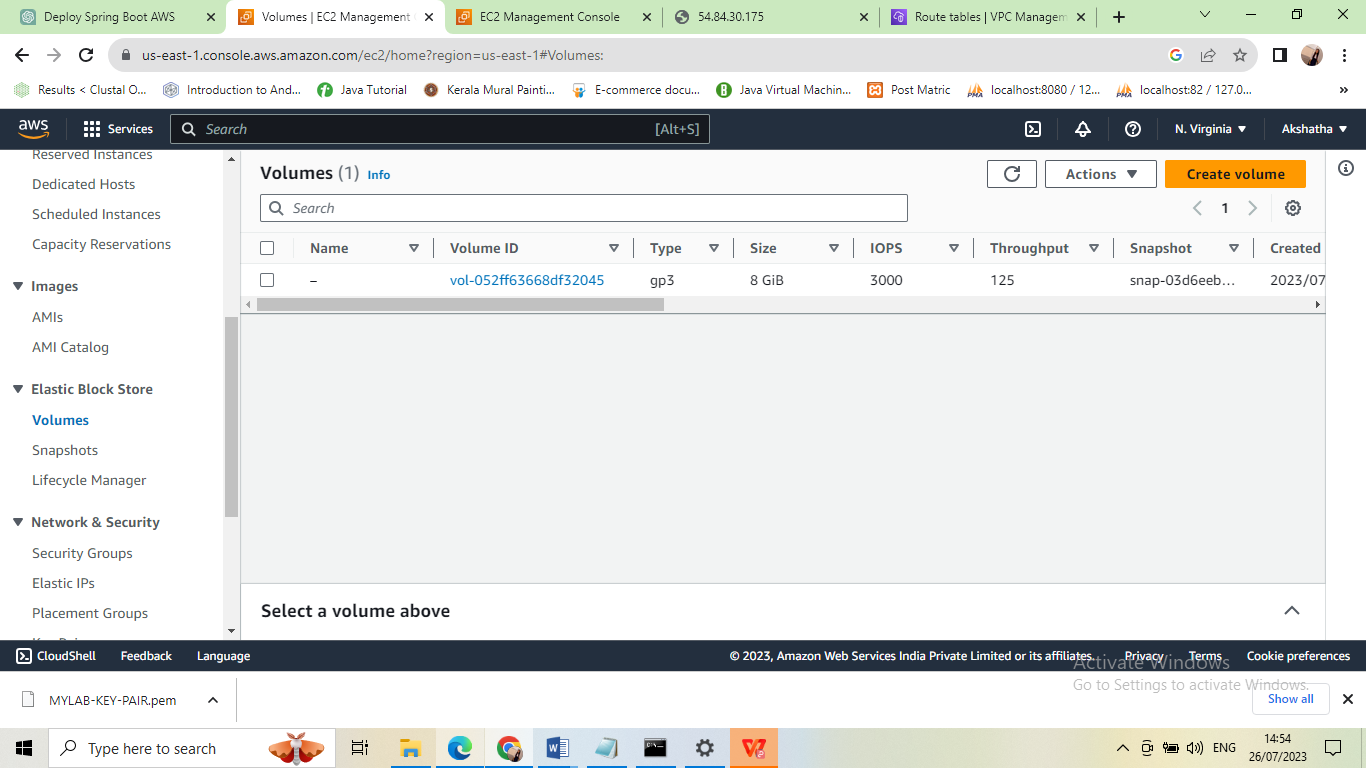 Deploy Spring Boot AWS
Volumes | EC2 Management
EC2 Management Console
54.84.30.175
Route tables | VPC Managem
us-east-1.console.aws.amazon.com/ec2/home?region=us-east-1#Volumes:
Results < Clustal O...
Introduction to And...
Java Tutorial
Kerala Mural Painti...
E-commerce docu...
Java Virtual Machin...
Post Matric
localhost:8080 / 12...
localhost:82 / 127.0...
»
aws
Services
Search
[Alt+S]
N. Virginia
Akshatha
Reserved Instances
Dedicated Hosts
Scheduled Instances
Capacity Reservations
Images
AMIs
AMI Catalog
Elastic Block Store
Volumes
Snapshots
Lifecycle Manager
Network & Security
Security Groups
Elastic IPs
Placement Groups
Volumes (1) Info
Actions
Create volume
Search
1
Name Volume ID Type Size IOPS Throughput Snapshot Created
– vol-052ff63668df32045 gp3 8 GiB 3000 125 snap-03d6eeb... 2023/07
Select a volume above
CloudShell Feedback Language
© 2023, Amazon Web Services India Private Limited or its affiliates.
Privacy Terms Cookie preferences
Activate Windows
Go to Settings to activate Windows.
MYLAB-KEY-PAIR.pem
Show all
Type here to search
ENG
14:54
26/07/2023